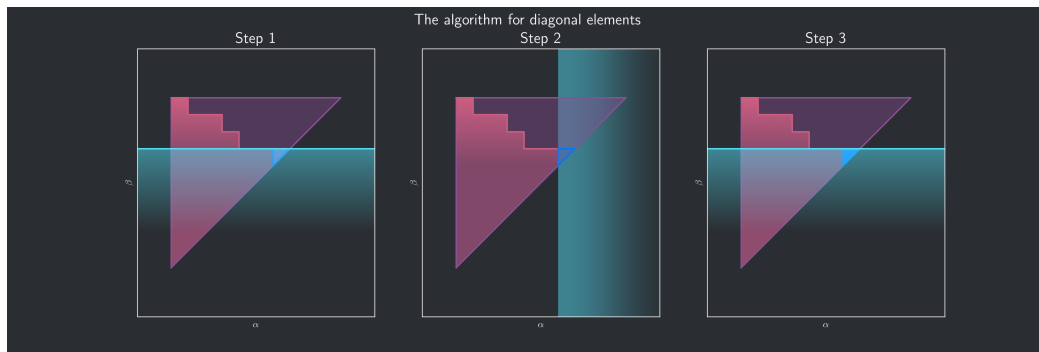 The algorithm for diagonal elements
Step 1
Step 2
Step 3
β
β
β
α
α
α